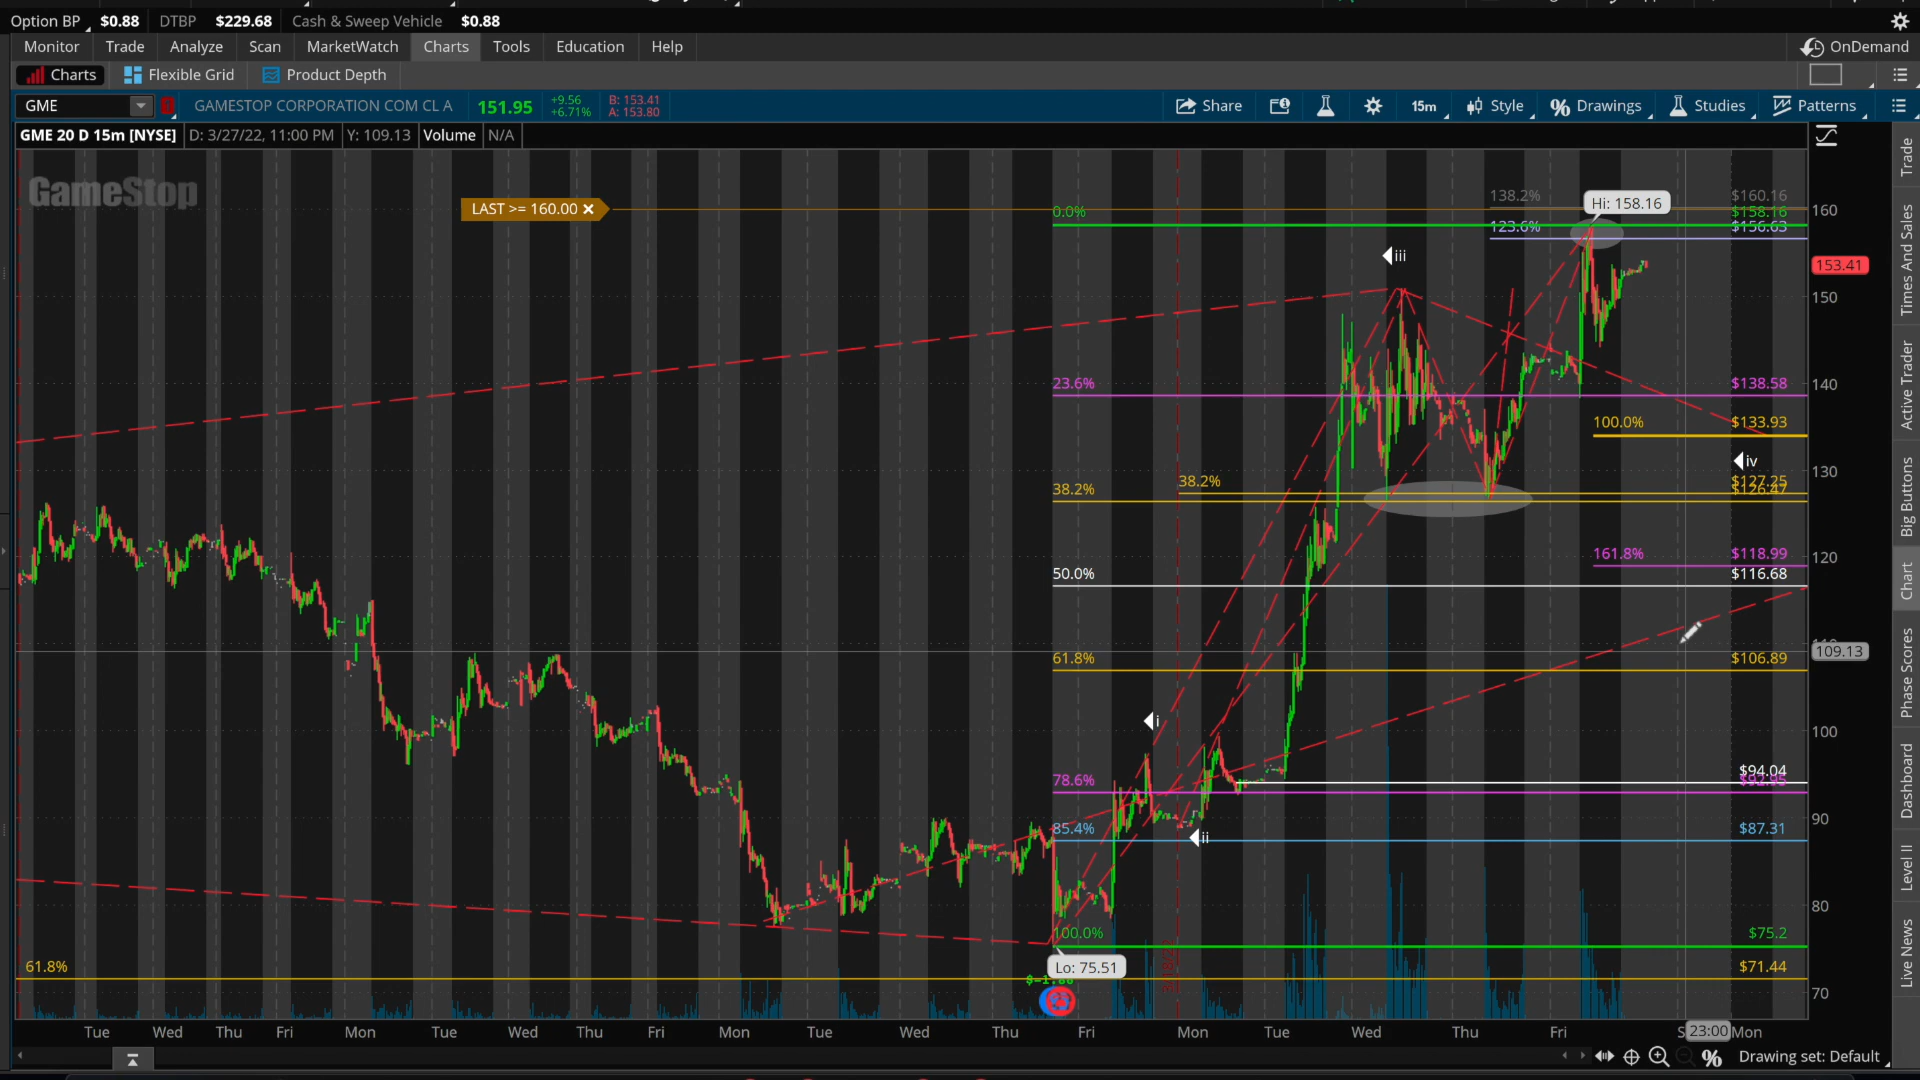 Option BP $0.88 DTBP $229.68 Cash & Sweep Vehicle $0.88
Monitor Trade Analyze Scan MarketWatch Charts Tools Education Help OnDemand
Charts Flexible Grid Product Depth
GME GAMESTOP CORPORATION COM CL A 151.95 +9.56 +6.71% B: 153.41 A: 153.80 Share 15m Style Drawings Studies Patterns
GME 20 D 15m [NYSE] D: 3/27/22, 11:00 PM Y: 109.13 Volume N/A
GameStop
LAST >= 160.00
138.2% $160.16
Hi: 158.16
0.0% $158.16
123.6% $156.63
160
iii
153.41
150
23.6% $138.58
140
100.0% $133.93
iv
130
38.2% 38.2% $127.25
$126.47
161.8% $118.99
120
50.0% $116.68
109.13
61.8% $106.89
i
100
$94.04
78.6%
85.4% $87.31
ii
90
80
100.0% $75.2
Lo: 75.51
61.8% $71.44
70
Tue Wed Thu Fri Mon Tue Wed Thu Fri Mon Tue Wed Thu Fri Mon Tue Wed Thu Fri 23:00 Mon
Drawing set: Default
Trade
Times And Sales
Active Trader
Big Buttons
Chart
Phase Scores
Dashboard
Level II
Live News